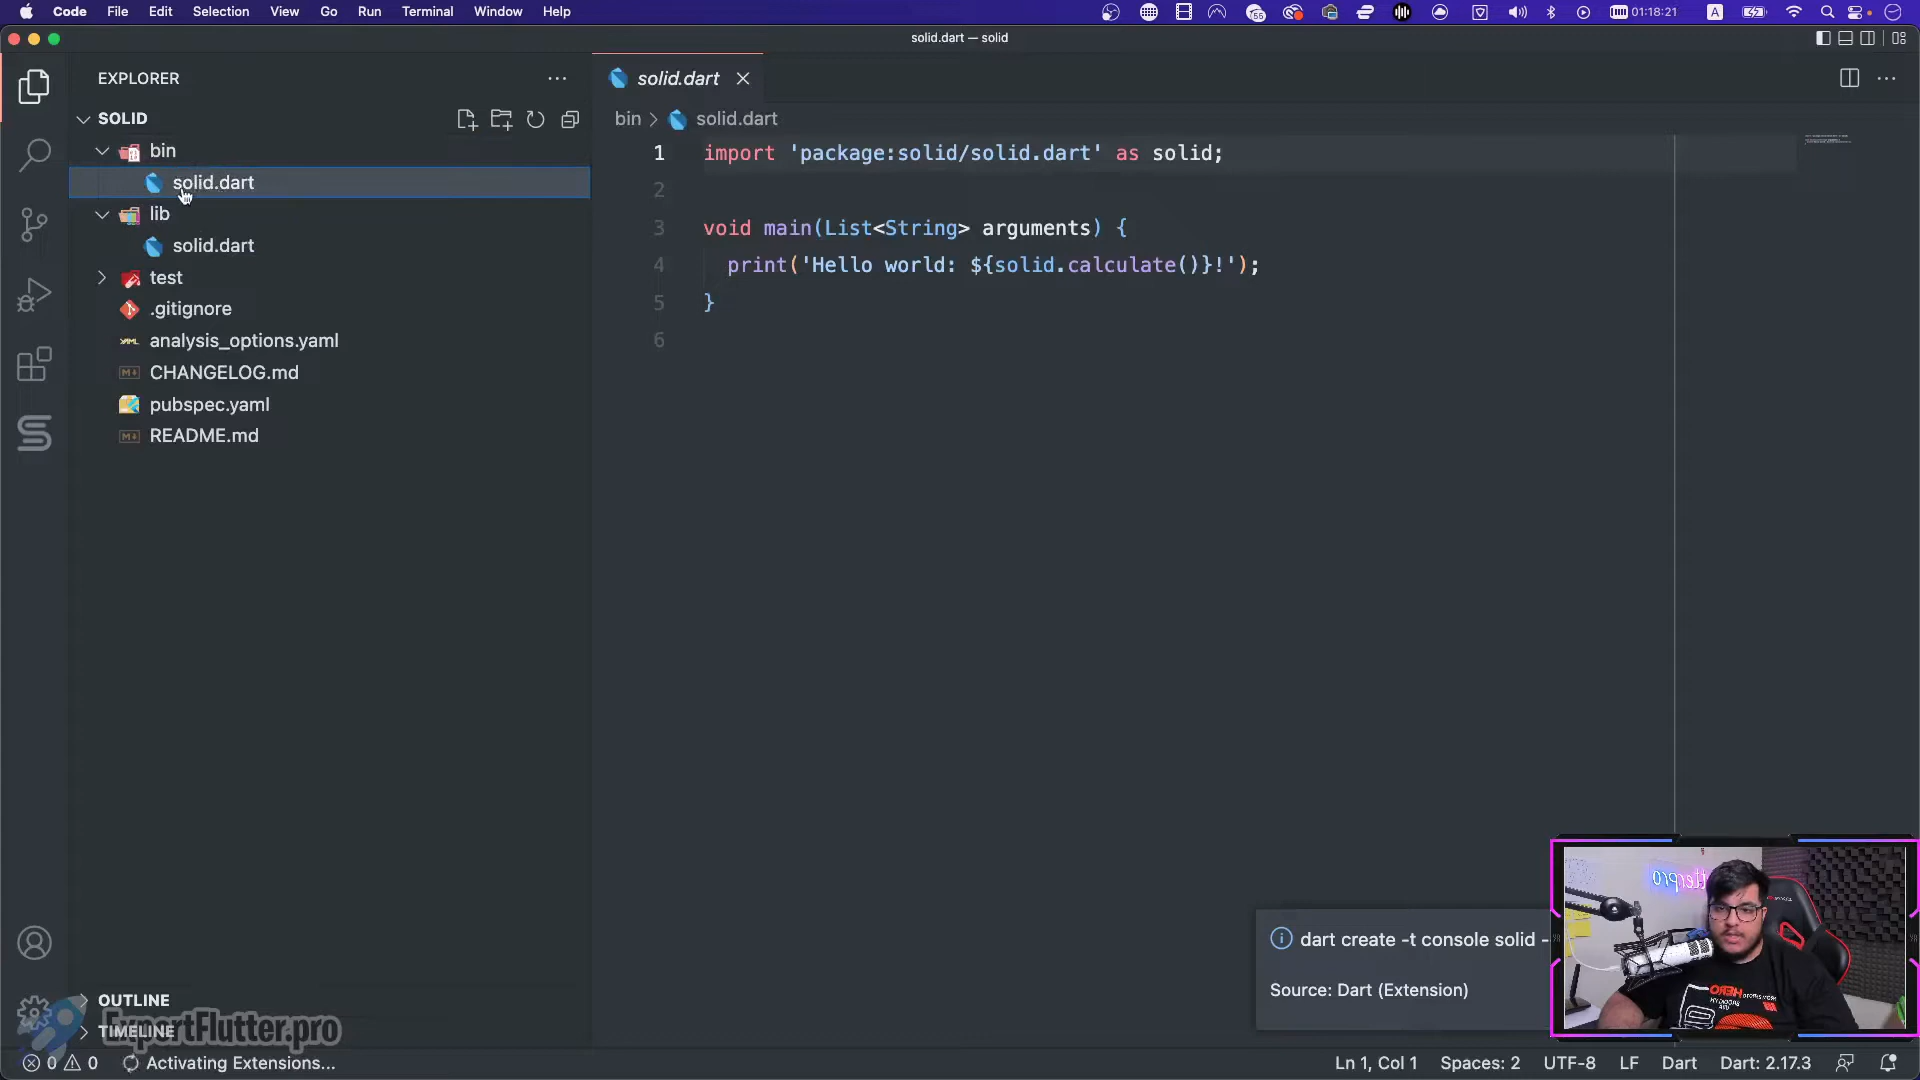 Code File Edit Selection View Go Run Terminal Window Help
55 01:18:21 A
solid.dart — solid
EXPLORER ···
SOLID
bin
solid.dart
lib
solid.dart
test
.gitignore
analysis_options.yaml
CHANGELOG.md
pubspec.yaml
README.md
OUTLINE
TIMELINE
ExpertFlutter.pro
solid.dart
bin > solid.dart
1 import 'package:solid/solid.dart' as solid;
2
3 void main(List<String> arguments) {
4 print('Hello world: ${solid.calculate()}!');
5 }
6
dart create -t console solid -
Source: Dart (Extension)
0 0 Activating Extensions... Ln 1, Col 1 Spaces: 2 UTF-8 LF Dart Dart: 2.17.3